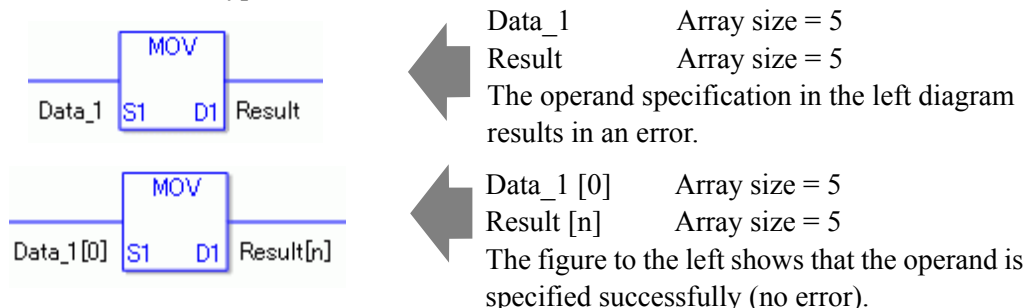 MOV
Data_1 S1 D1 Result
Data_1 Array size = 5
Result Array size = 5
The operand specification in the left diagram
results in an error.
MOV
Data_1[0] S1 D1 Result[n]
Data_1 [0] Array size = 5
Result [n] Array size = 5
The figure to the left shows that the operand is
specified successfully (no error).